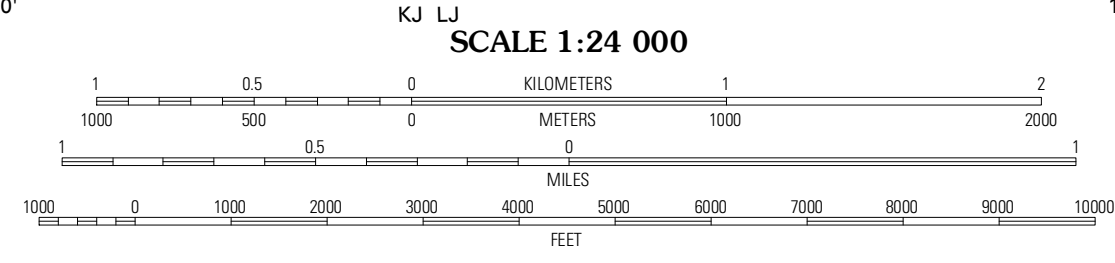 0' 1
KJ LJ
SCALE 1:24 000
1 0.5 0 KILOMETERS 1 2
1000 500 0 METERS 1000 2000
1 0.5 0 1
MILES
1000 0 1000 2000 3000 4000 5000 6000 7000 8000 9000 10000
FEET